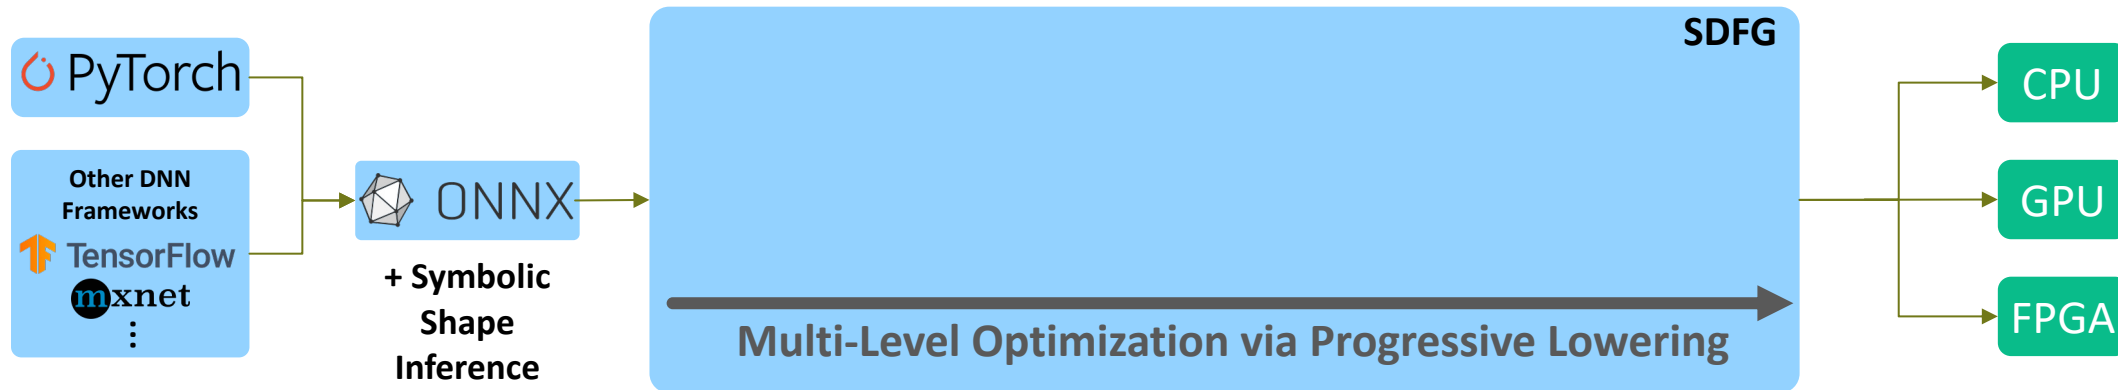 PyTorch
Other DNN
Frameworks
TensorFlow
mxnet
⋮
ONNX
+ Symbolic
Shape
Inference
SDFG
Multi-Level Optimization via Progressive Lowering
CPU
GPU
FPGA